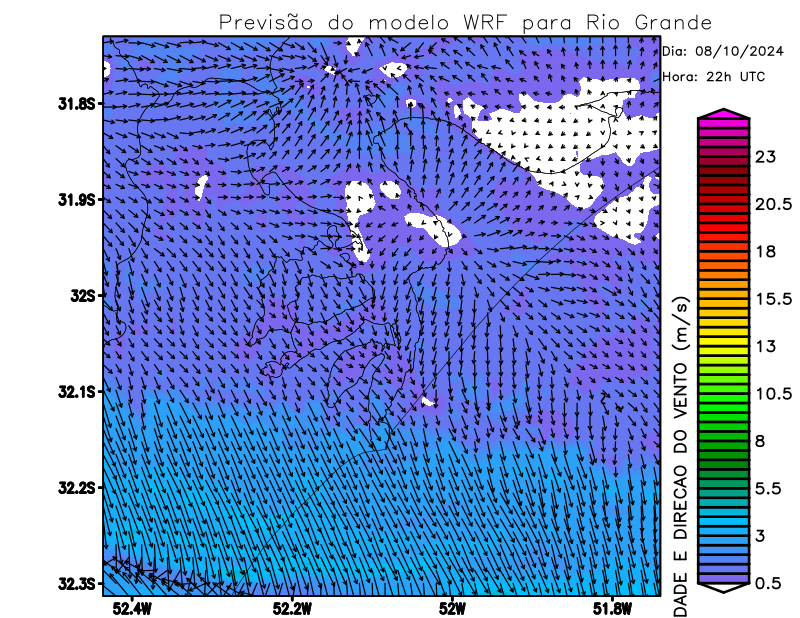 Previsão do modelo WRF para Rio Grande
Dia: 08/10/2024
Hora: 22h UTC
31.8S
31.9S
32S
32.1S
32.2S
32.3S
52.4W
52.2W
52W
51.8W
DADE E DIRECAO DO VENTO (m/s)
23
20.5
18
15.5
13
10.5
8
5.5
3
0.5